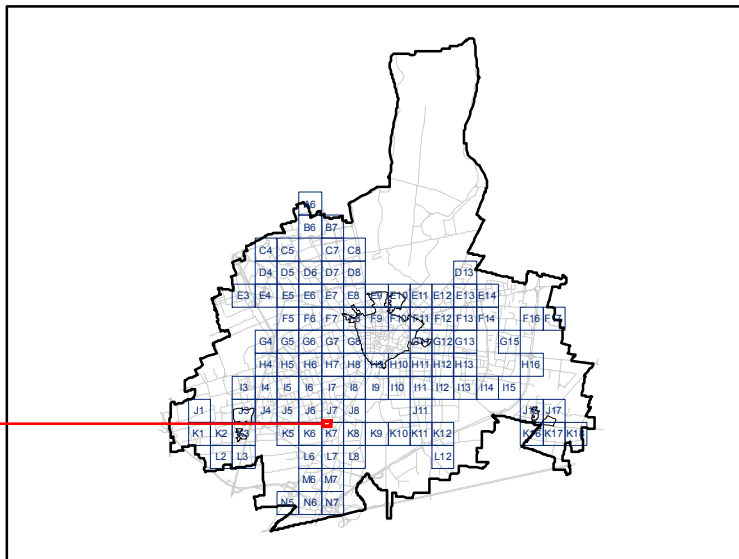 A6
B6 B7
C4 C5 C7 C8
D4 D5 D6 D7 D8 D13
E3 E4 E5 E6 E7 E8 E9 E10 E11 E12 E13 E14
F5 F6 F7 F8 F9 F10 F11 F12 F13 F14 F16 F17
G4 G5 G6 G7 G8 G11 G12 G13 G15
H4 H5 H6 H7 H8 H9 H10 H11 H12 H13 H16
I3 I4 I5 I6 I7 I8 I9 I10 I11 I12 I13 I14 I15
J1 J3 J4 J5 J6 J7 J8 J11 J16 J17
K1 K2 K3 K5 K6 K7 K8 K9 K10 K11 K12 K16 K17 K18
L2 L3 L6 L7 L8 L12
M6 M7
N5 N6 N7